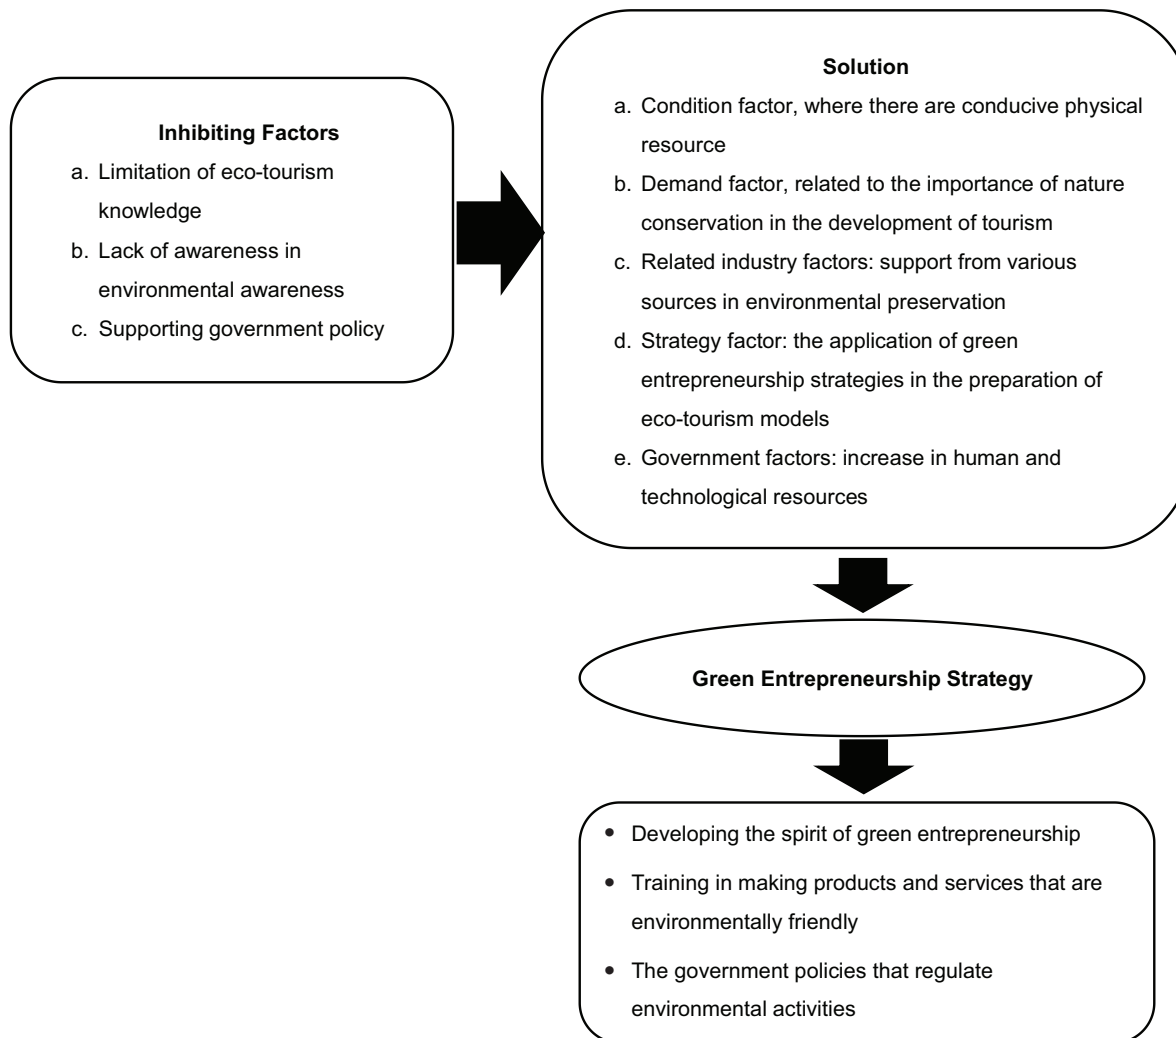 Inhibiting Factors
a. Limitation of eco-tourism
knowledge
b. Lack of awareness in
environmental awareness
c. Supporting government policy
Solution
a. Condition factor, where there are conducive physical
resource
b. Demand factor, related to the importance of nature
conservation in the development of tourism
c. Related industry factors: support from various
sources in environmental preservation
d. Strategy factor: the application of green
entrepreneurship strategies in the preparation of
eco-tourism models
e. Government factors: increase in human and
technological resources
Green Entrepreneurship Strategy
• Developing the spirit of green entrepreneurship
• Training in making products and services that are
environmentally friendly
• The government policies that regulate
environmental activities